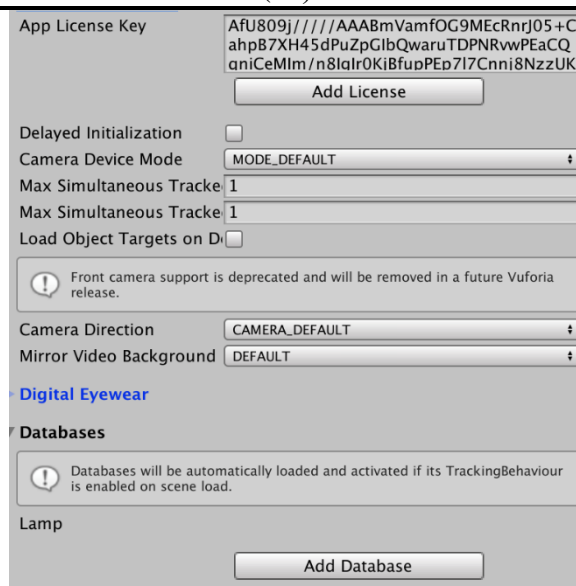 App License Key
AfU809j/////AAABmVamfOG9MEcRnrJ05+C
ahpB7XH45dPuZpGlbQwaruTDPNRvwPEaCQ
Add License
Delayed Initialization
Camera Device Mode MODE_DEFAULT
Max Simultaneous Tracke 1
Max Simultaneous Tracke 1
Load Object Targets on D
Front camera support is deprecated and will be removed in a future Vuforia
release.
Camera Direction CAMERA_DEFAULT
Mirror Video Background DEFAULT
Digital Eyewear
Databases
Databases will be automatically loaded and activated if its TrackingBehaviour
is enabled on scene load.
Lamp
Add Database